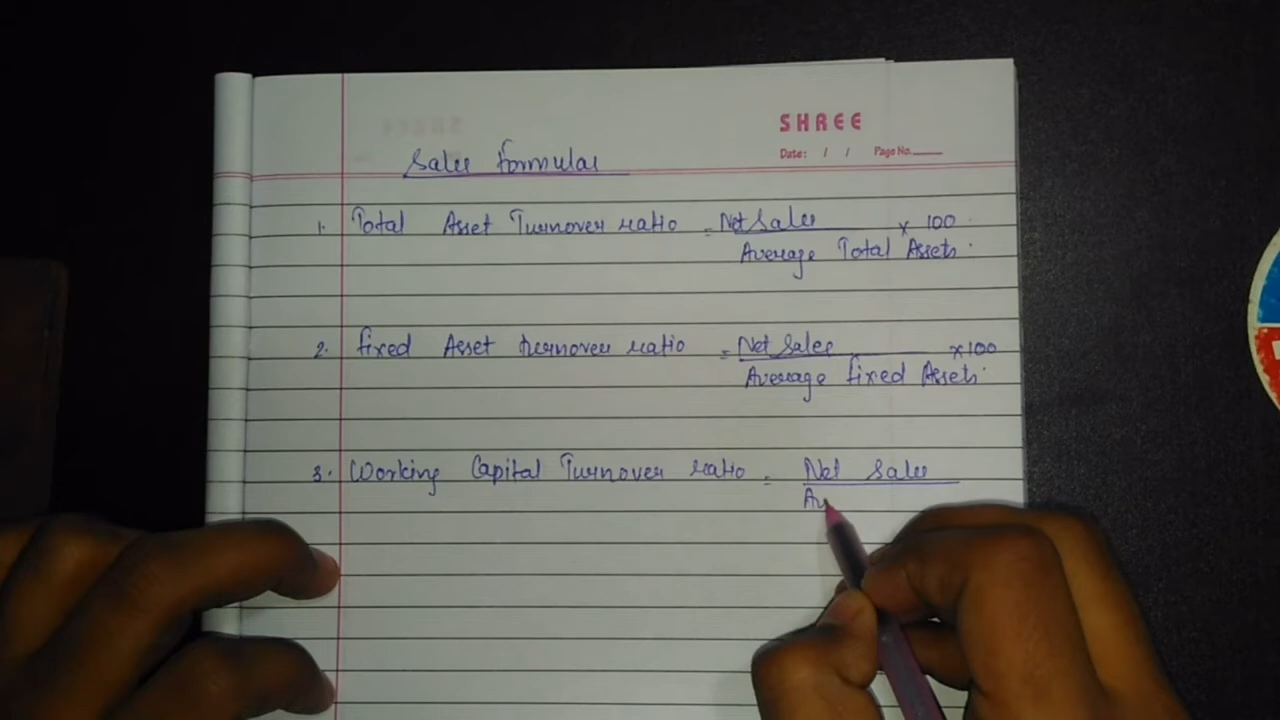 SHREE
Date: / / Page No.
Sales formulas
1. Total Asset Turnover ratio = Net Sales x 100
Average Total Assets.
2. fixed Asset turnover ratio = Net Sales x100
Average fixed Assets.
3. Working Capital Turnover ratio = Net Sales
Av